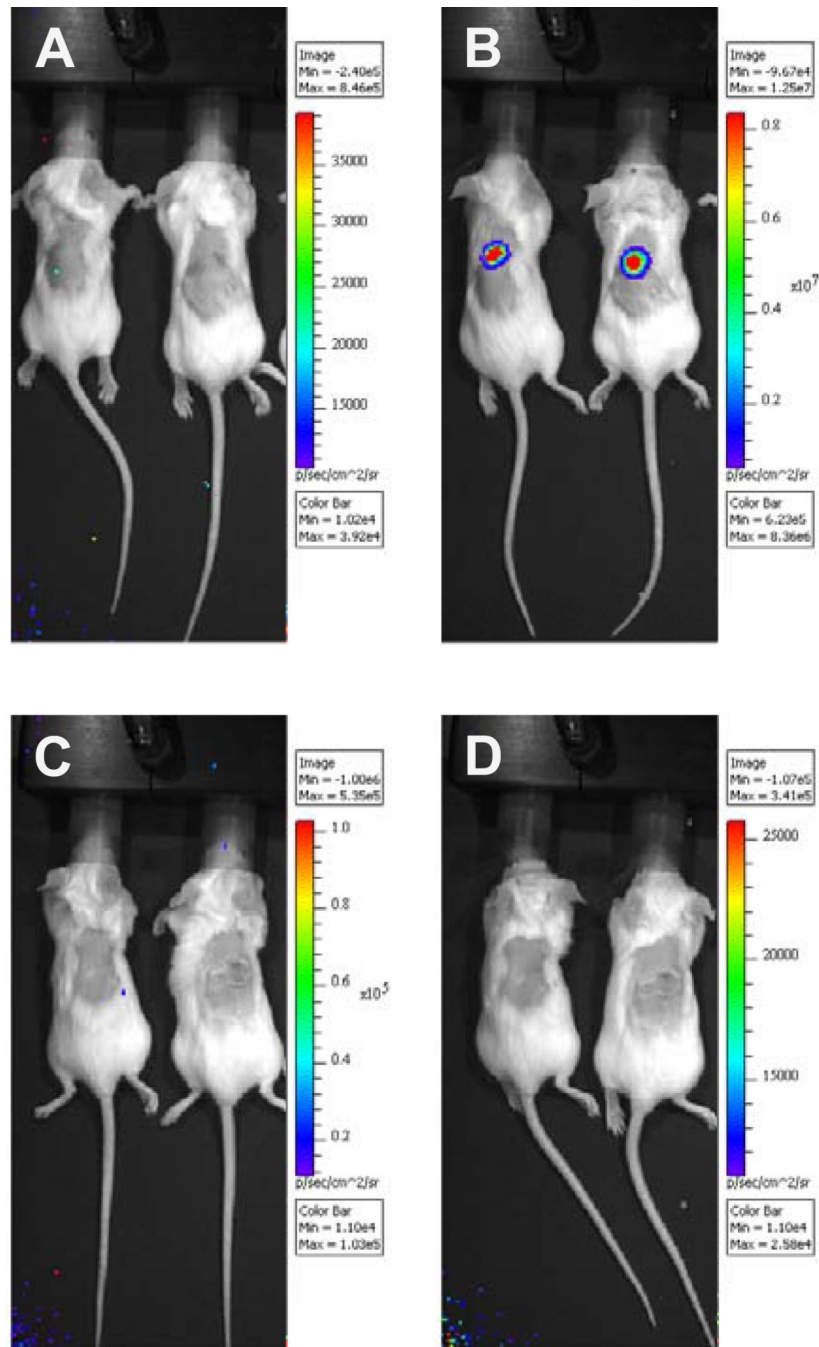 A
Image
Min = -2.40e5
Max = 8.46e5
35000
30000
25000
20000
15000
p/sec/cm^2/sr
Color Bar
Min = 1.02e4
Max = 3.92e4
B
Image
Min = -9.67e4
Max = 1.25e7
0.8
0.6
x10^7
0.4
0.2
p/sec/cm^2/sr
Color Bar
Min = 6.23e5
Max = 8.36e6
C
Image
Min = -1.00e6
Max = 5.35e5
1.0
0.8
0.6
x10^5
0.4
0.2
p/sec/cm^2/sr
Color Bar
Min = 1.10e4
Max = 1.03e5
D
Image
Min = -1.07e5
Max = 3.41e5
25000
20000
15000
p/sec/cm^2/sr
Color Bar
Min = 1.10e4
Max = 2.58e4